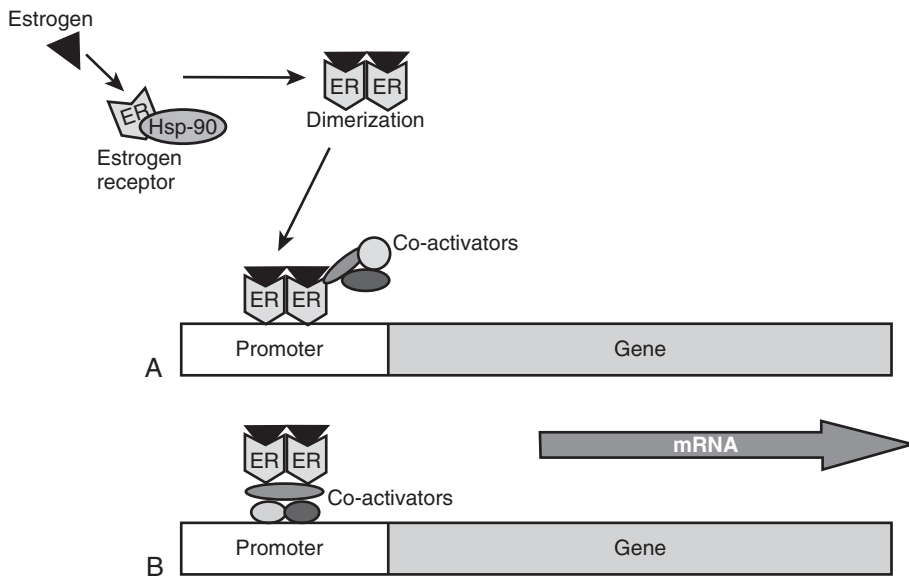 Estrogen
ER
Hsp-90
Estrogen
receptor
ER ER
Dimerization
Co-activators
ER ER
Promoter
Gene
A
mRNA
ER ER
Co-activators
Promoter
Gene
B